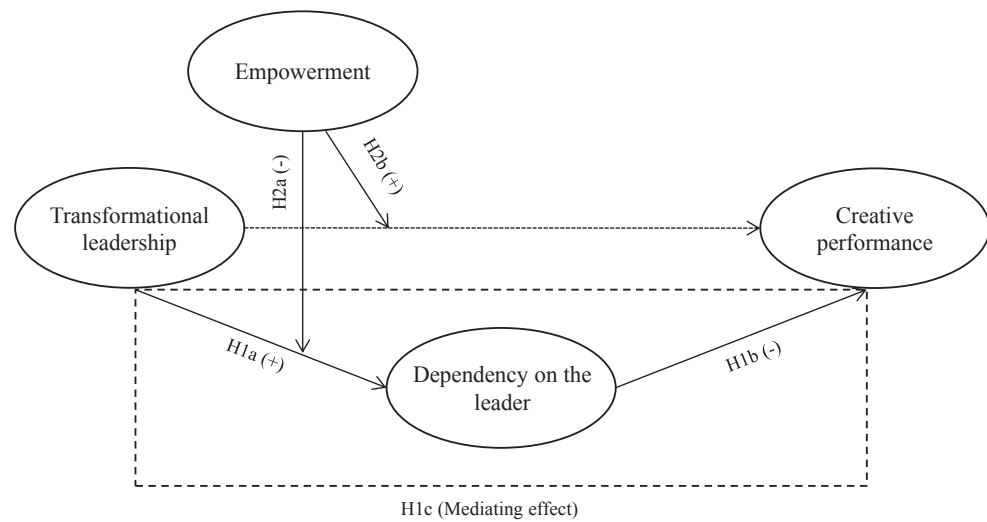 Empowerment
H2a (-)
H2b (+)
Transformational
leadership
Creative
performance
H1a (+)
Dependency on the
leader
H1b (-)
H1c (Mediating effect)